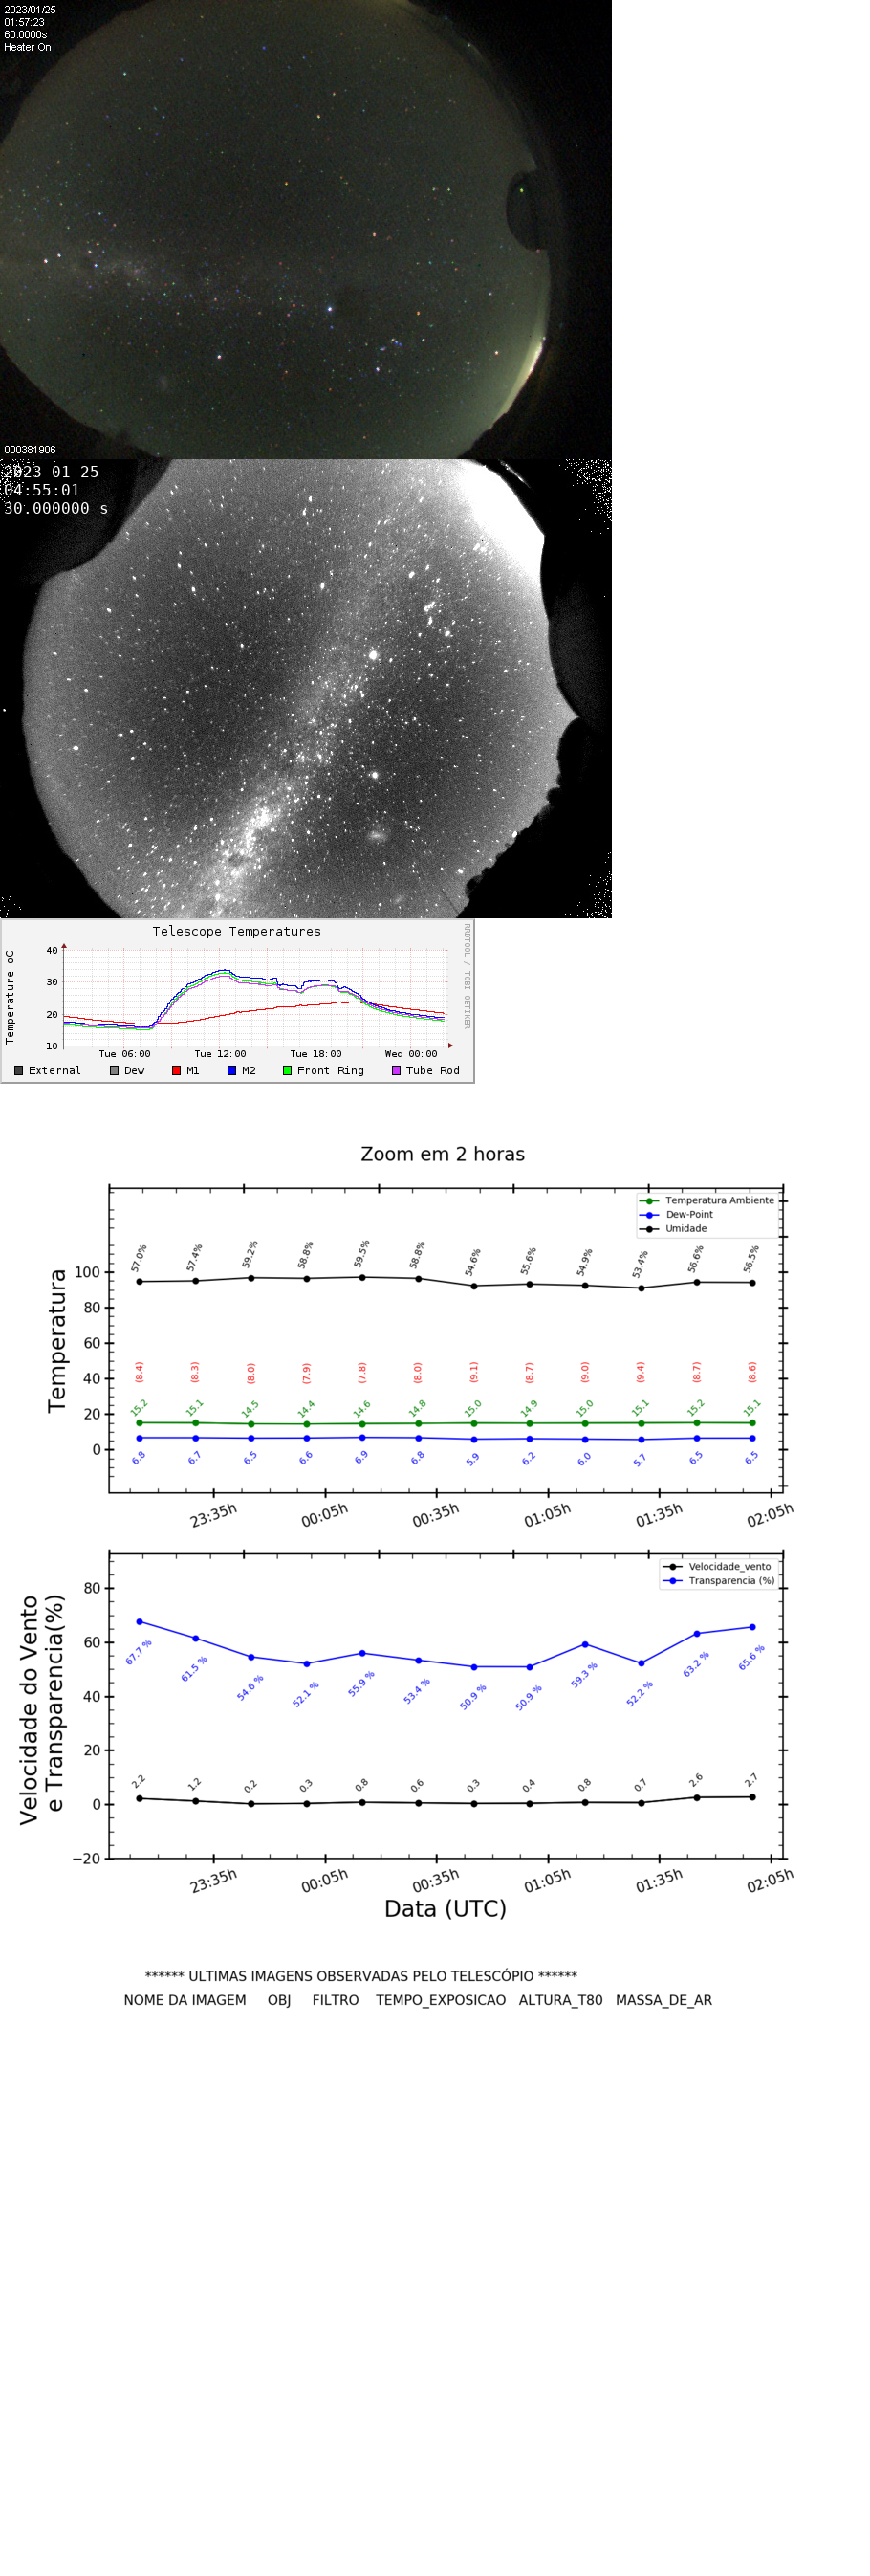 2023/01/25
01:57:23
60.0000s
Heater On
000381906
2023-01-25
04:55:01
30.000000 s
Telescope Temperatures
RRDTOOL / TOBI OETIKER
Temperature oC
40
30
20
10
Tue 06:00 Tue 12:00 Tue 18:00 Wed 00:00
External Dew M1 M2 Front Ring Tube Rod
Zoom em 2 horas
Temperatura Ambiente
Dew-Point
Umidade
Temperatura
100
80
60
40
20
0
57.0% 57.4% 59.2% 58.8% 59.5% 58.8% 54.6% 55.6% 54.9% 53.4% 56.6% 56.5%
(8.4) (8.3) (8.0) (7.9) (7.8) (8.0) (9.1) (8.7) (9.0) (9.4) (8.7) (8.6)
15.2 15.1 14.5 14.4 14.6 14.8 15.0 14.9 15.0 15.1 15.2 15.1
6.8 6.7 6.5 6.6 6.9 6.8 5.9 6.2 6.0 5.7 6.5 6.5
23:35h 00:05h 00:35h 01:05h 01:35h 02:05h
Velocidade_vento
Transparencia (%)
Velocidade do Vento
e Transparencia(%)
80
60
40
20
0
−20
67.7 % 61.5 % 54.6 % 52.1 % 55.9 % 53.4 % 50.9 % 50.9 % 59.3 % 52.2 % 63.2 % 65.6 %
2.2 1.2 0.2 0.3 0.8 0.6 0.3 0.4 0.8 0.7 2.6 2.7
23:35h 00:05h 00:35h 01:05h 01:35h 02:05h
Data (UTC)
****** ULTIMAS IMAGENS OBSERVADAS PELO TELESCÓPIO ******
NOME DA IMAGEM OBJ FILTRO TEMPO_EXPOSICAO ALTURA_T80 MASSA_DE_AR